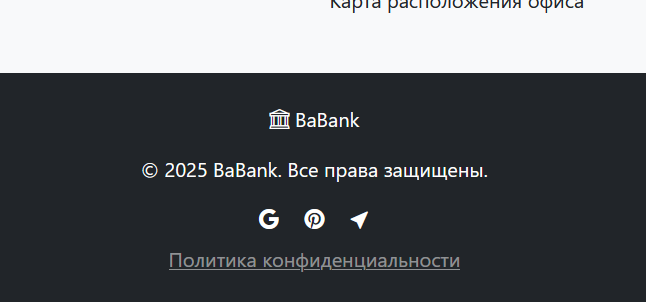 Карта расположения офиса
BaBank
© 2025 BaBank. Все права защищены.
Политика конфиденциальности